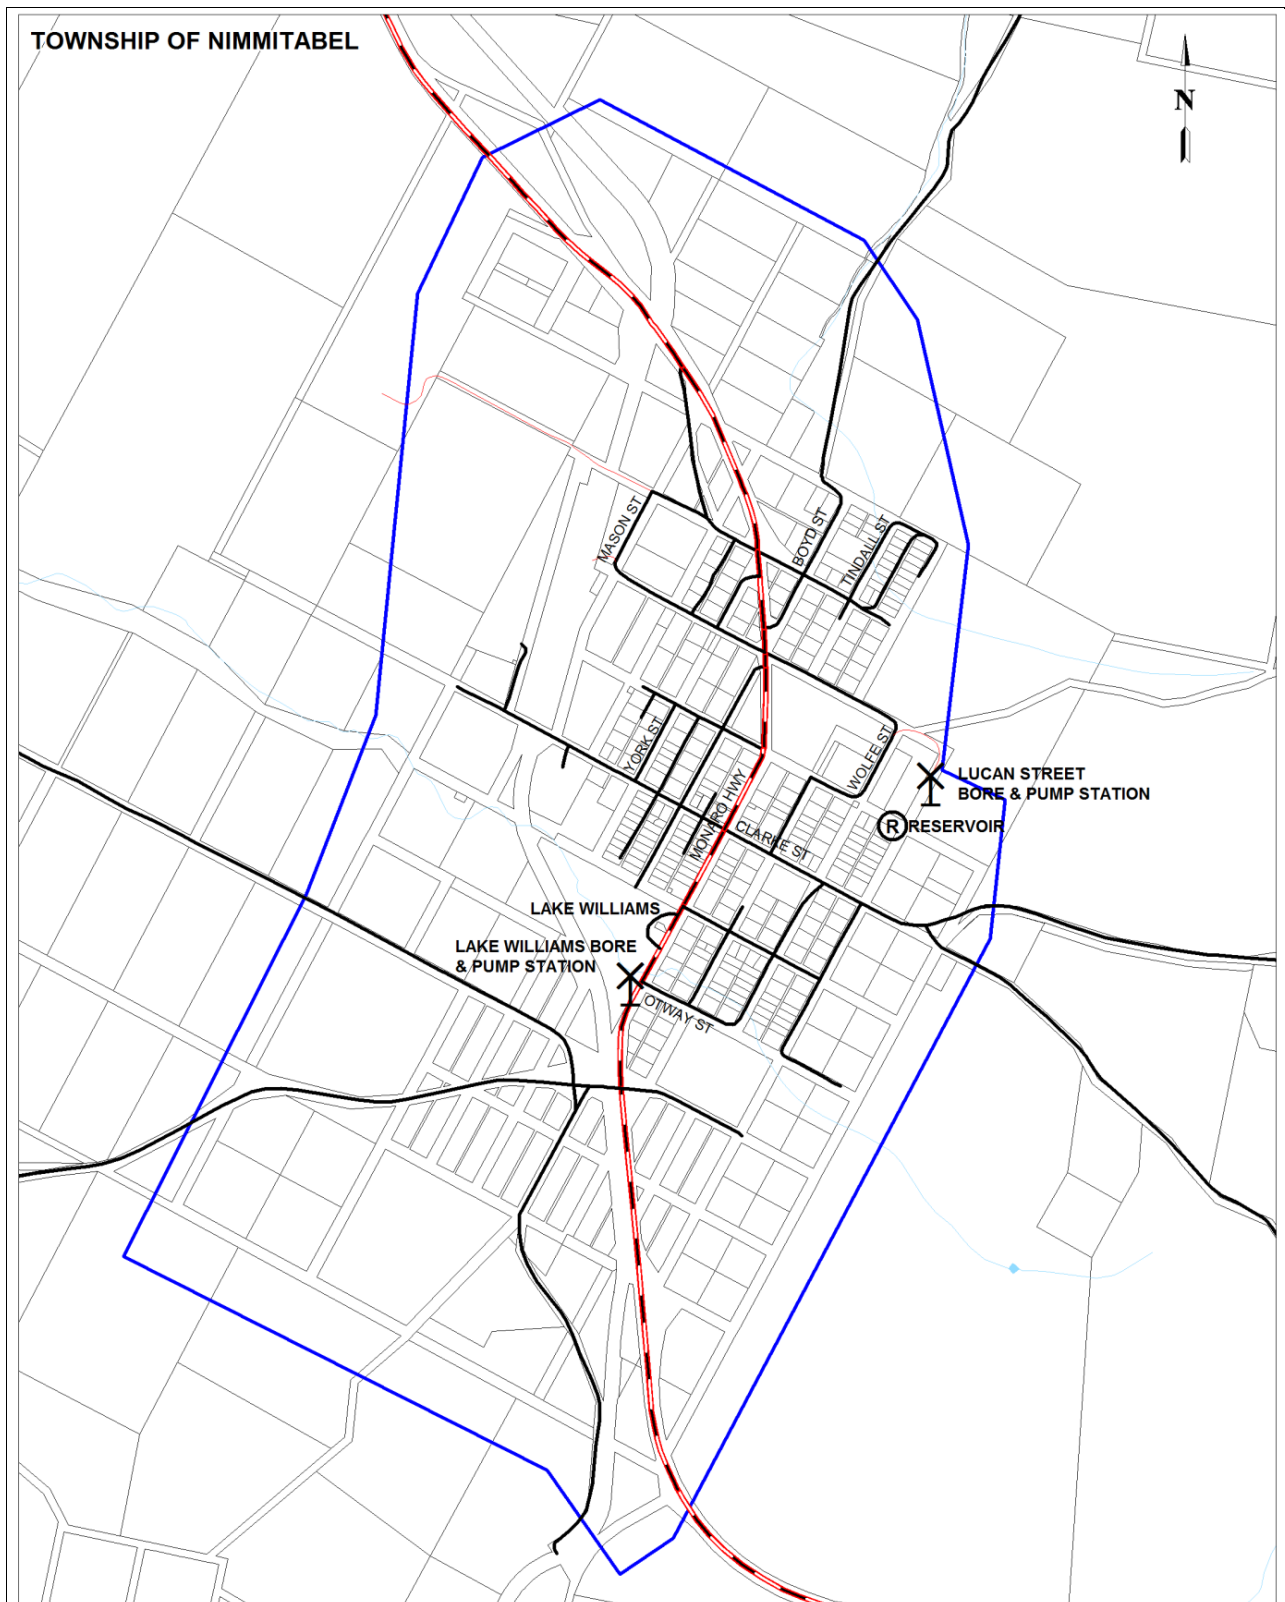 TOWNSHIP OF NIMMITABEL
N
MASON ST
BOYD ST
TINDALL ST
YORK ST
WOLFE ST
MONARO HWY
LUCAN STREET
BORE & PUMP STATION
R
RESERVOIR
CLARKE ST
LAKE WILLIAMS
LAKE WILLIAMS BORE
& PUMP STATION
OTWAY ST